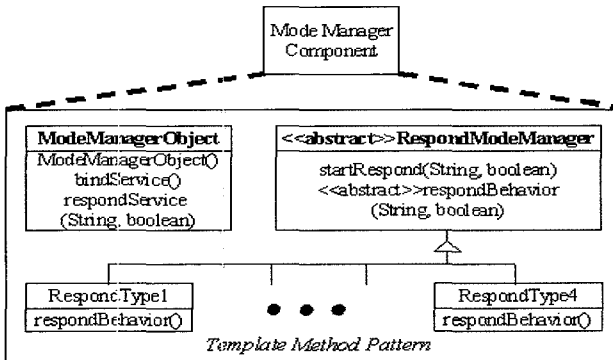 Mode Manager
Component
ModeManagerObject
ModeManagerObject()
bindService()
respondService
(String, boolean)
<<abstract>>RespondModeManager
startRespond(String, boolean)
<<abstract>>respondBehavior
(String, boolean)
RespondType1
respondBehavior()
RespondType4
respondBehavior()
Template Method Pattern